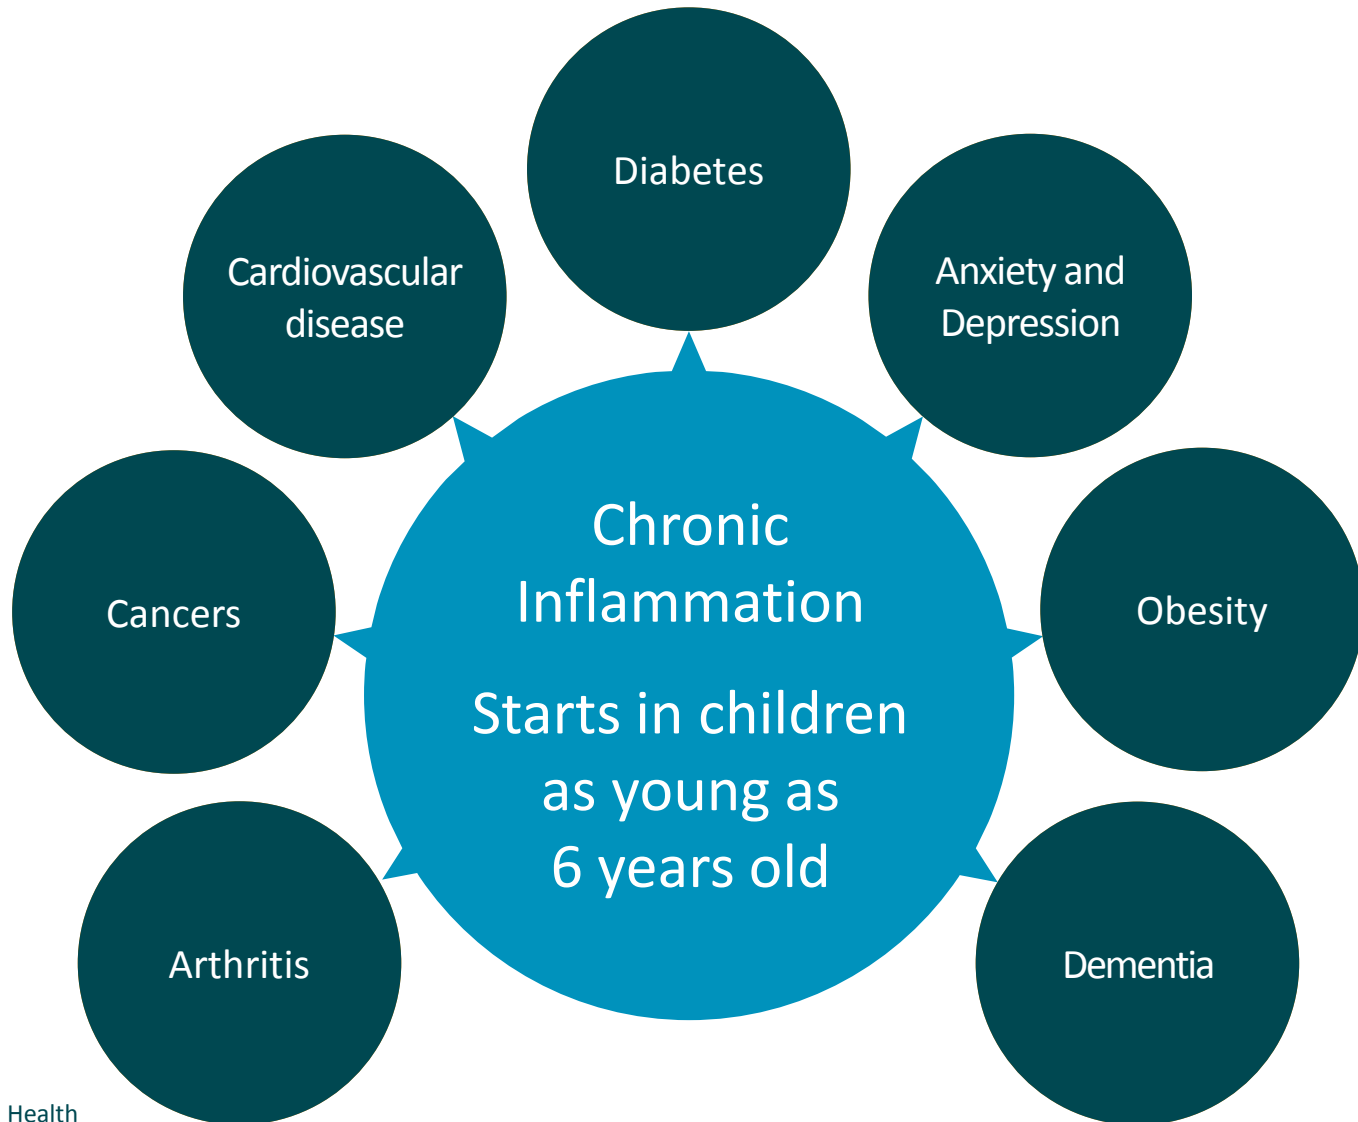 Diabetes
Cardiovascular
disease
Anxiety and
Depression
Chronic
Inflammation
Cancers
Obesity
Starts in children
as young as
6 years old
Arthritis
Dementia
Health